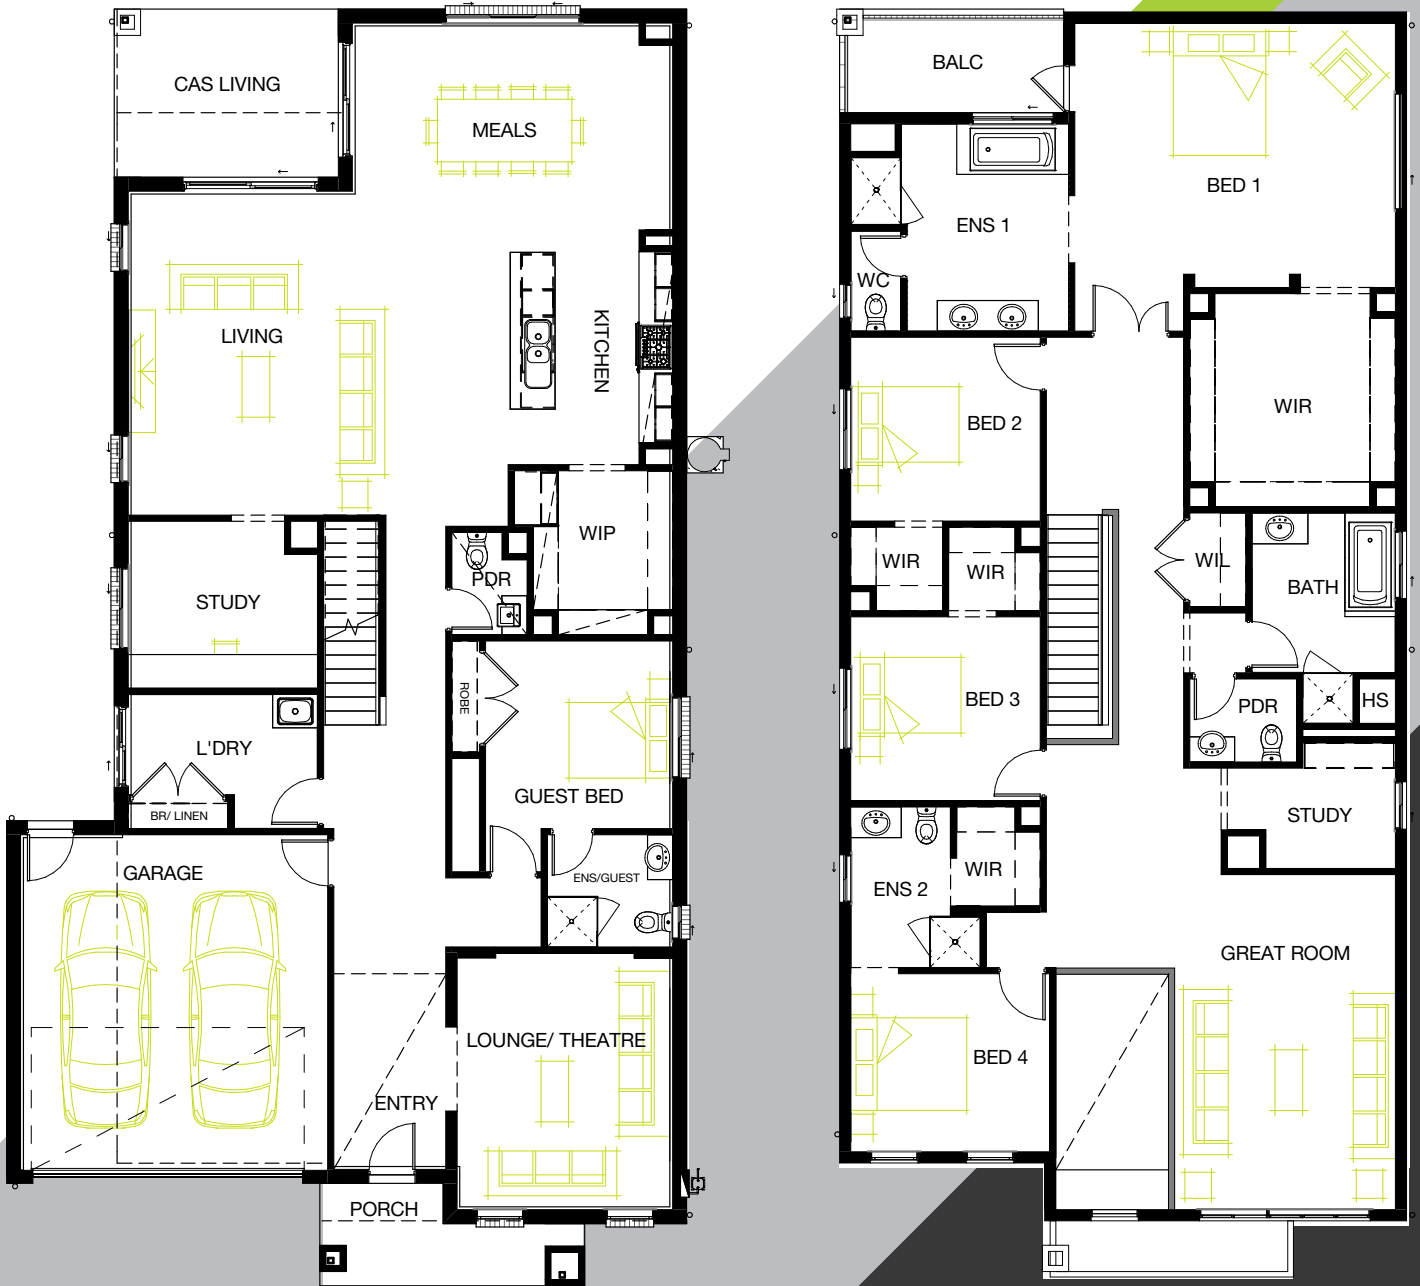 CAS LIVING
MEALS
LIVING
KITCHEN
WIP
PDR
STUDY
ROBE
L'DRY
BR/ LINEN
GUEST BED
ENS/GUEST
GARAGE
LOUNGE/ THEATRE
ENTRY
PORCH
BALC
BED 1
ENS 1
WC
WIR
BED 2
WIR
WIR
WIL
BATH
BED 3
PDR
HS
STUDY
ENS 2
WIR
GREAT ROOM
BED 4